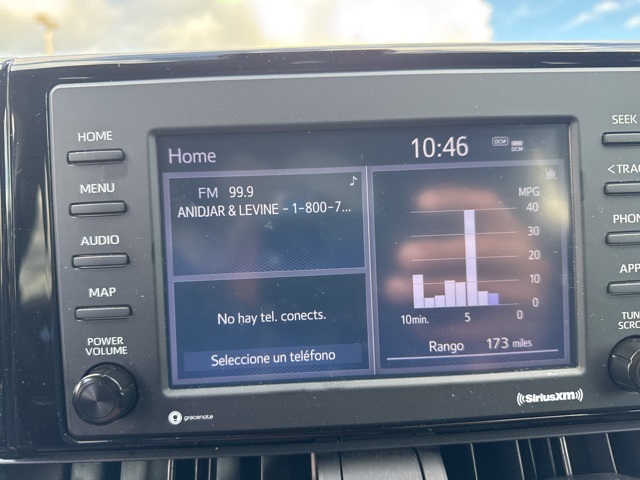 HOME
MENU
AUDIO
MAP
POWER
VOLUME
Home
10:46
DCM
DCM
FM 99.9
ANIDJAR & LEVINE - 1-800-7...
No hay tel. conects.
Seleccione un teléfono
MPG
40
30
20
10
0
10min. 5 0
Rango 173 miles
gracenote
((SiriusXM))
SEEK
<TRAC
PHON
APP
TUN
SCRO